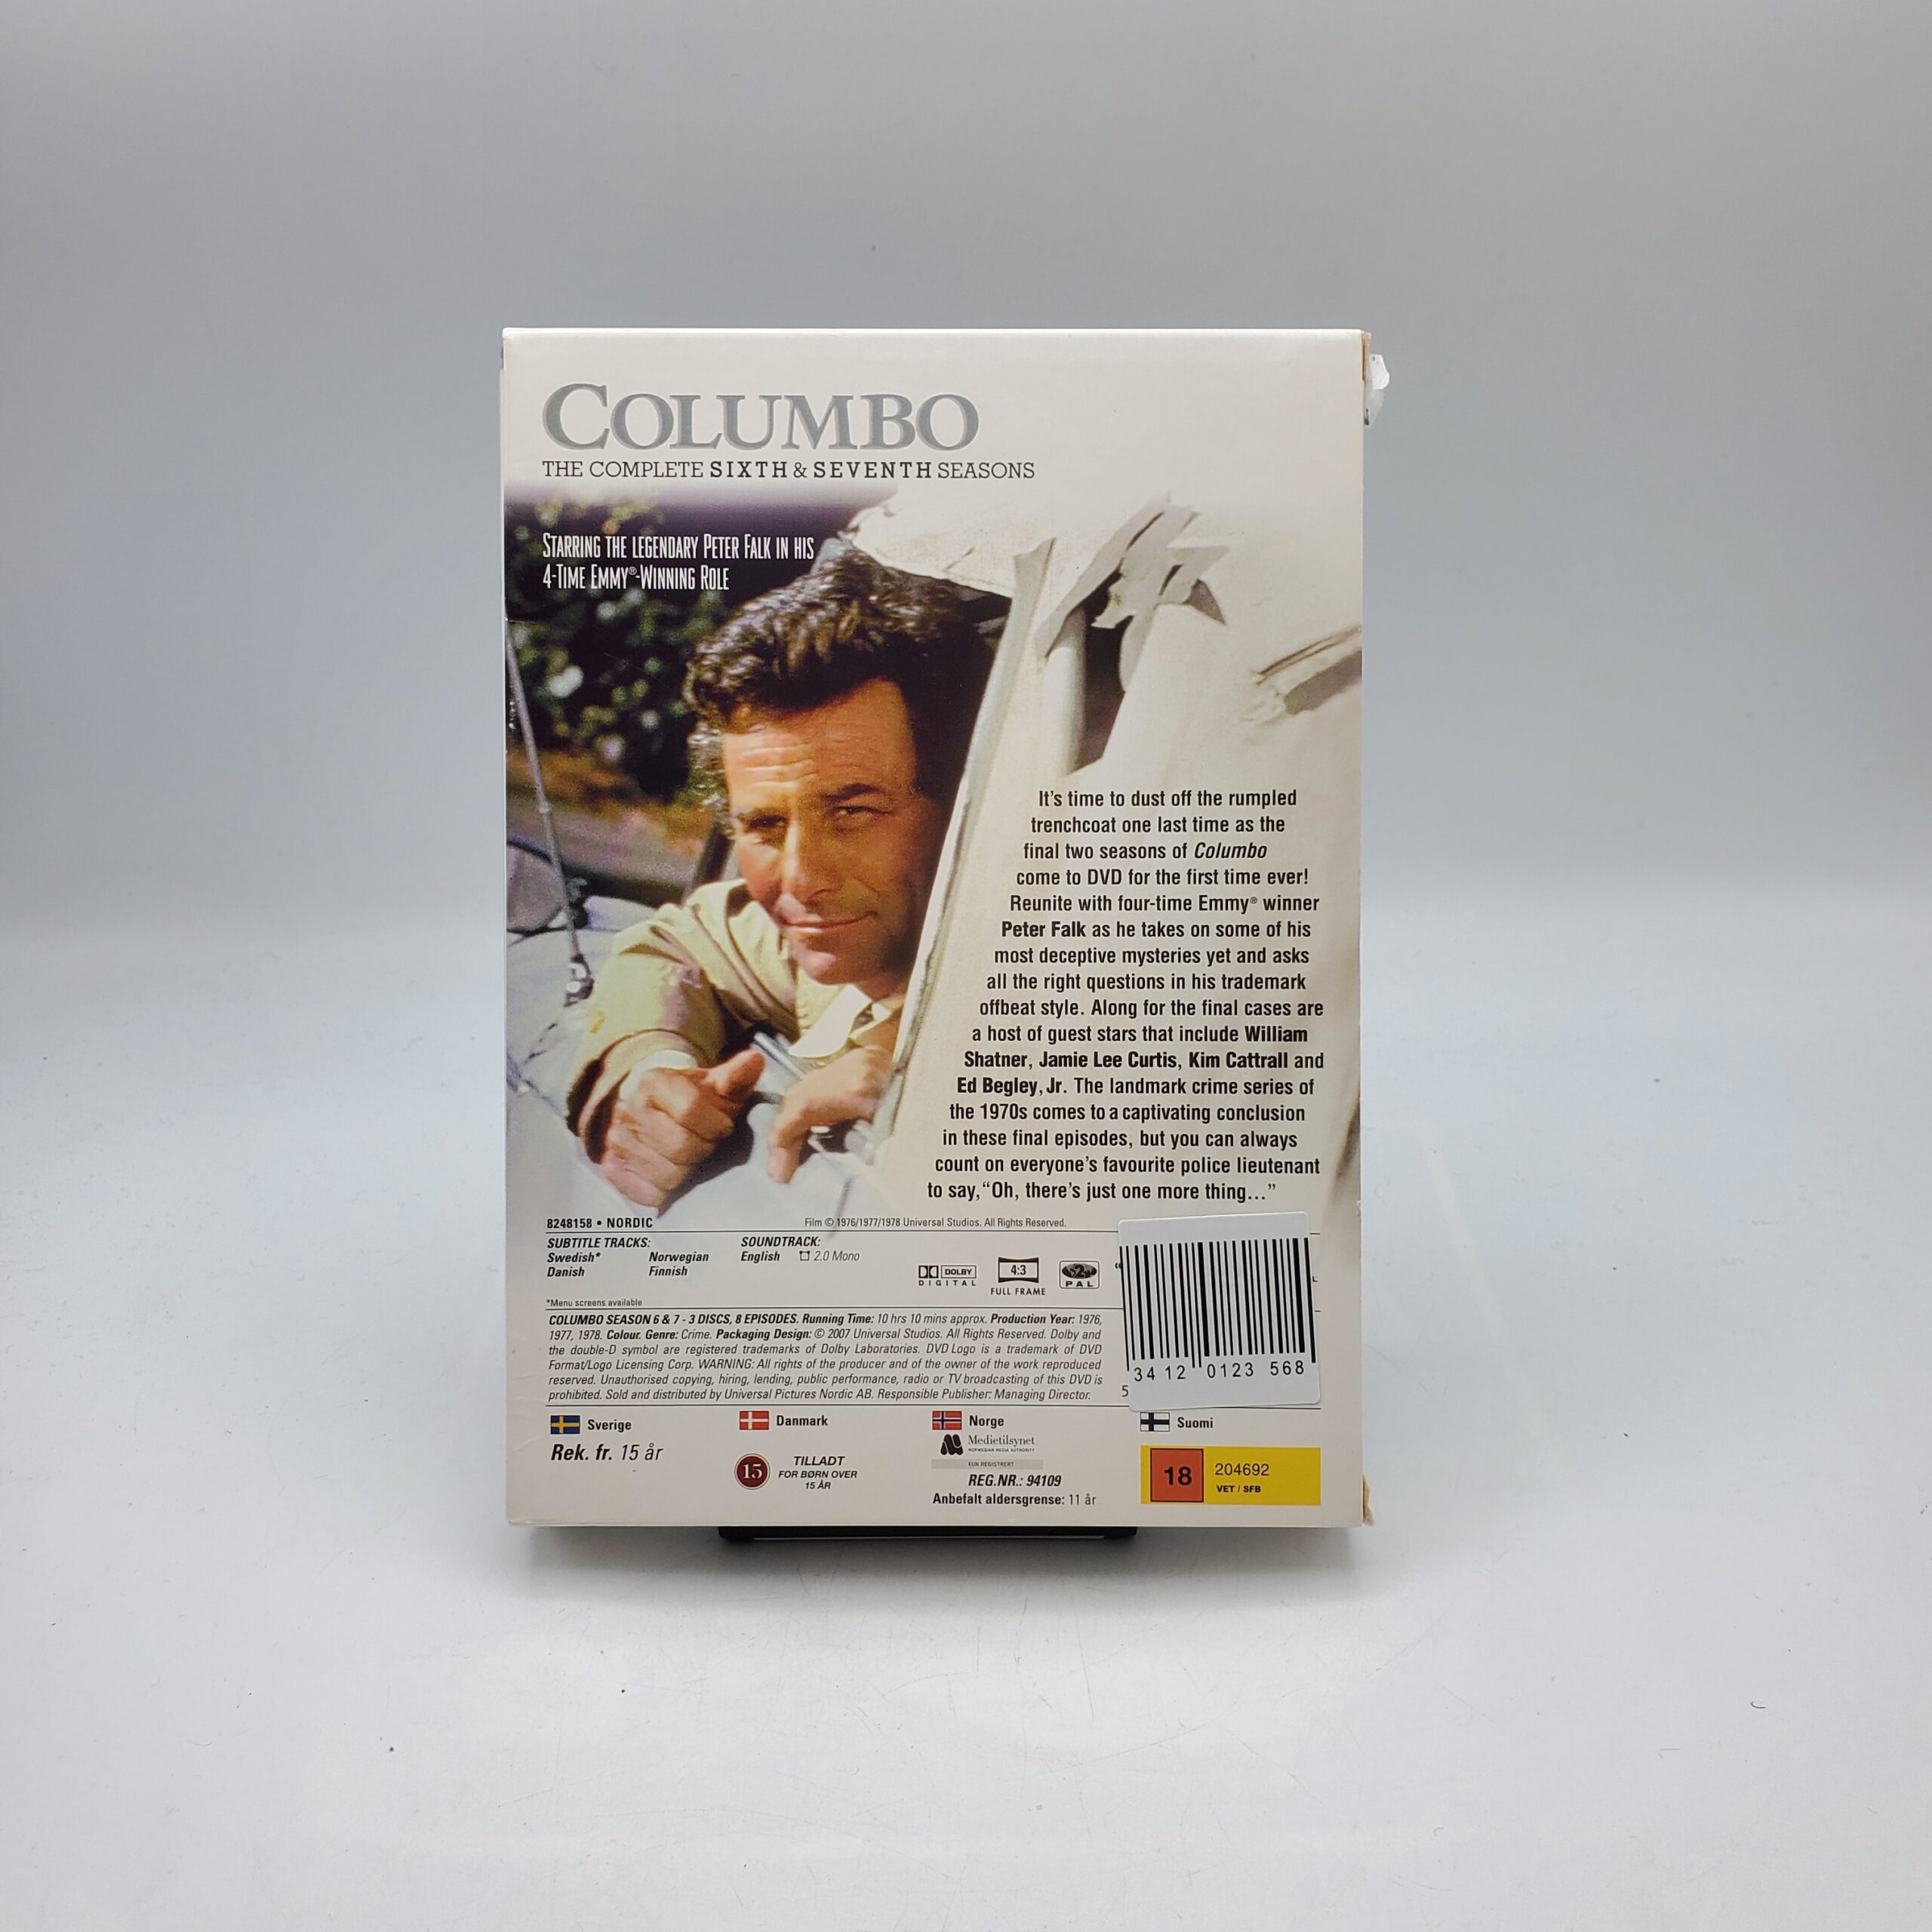 COLUMBO
THE COMPLETE SIXTH & SEVENTH SEASONS
STARRING THE LEGENDARY PETER FALK IN HIS
4-TIME EMMY®-WINNING ROLE
It's time to dust off the rumpled
trenchcoat one last time as the
final two seasons of Columbo
come to DVD for the first time ever!
Reunite with four-time Emmy® winner
Peter Falk as he takes on some of his
most deceptive mysteries yet and asks
all the right questions in his trademark
offbeat style. Along for the final cases are
a host of guest stars that include William
Shatner, Jamie Lee Curtis, Kim Cattrall and
Ed Begley, Jr. The landmark crime series of
the 1970s comes to a captivating conclusion
in these final episodes, but you can always
count on everyone's favourite police lieutenant
to say, “Oh, there's just one more thing...”
8248158 • NORDIC
Film © 1976/1977/1978 Universal Studios. All Rights Reserved.
SUBTITLE TRACKS:
Swedish* Norwegian
Danish Finnish
SOUNDTRACK:
English 2.0 Mono
*Menu screens available
DOLBY
DIGITAL
4:3
FULL FRAME
2
PAL
COLUMBO SEASON 6 & 7 - 3 DISCS, 8 EPISODES. Running Time: 10 hrs 10 mins approx. Production Year: 1976,
1977, 1978. Colour. Genre: Crime. Packaging Design: © 2007 Universal Studios. All Rights Reserved. Dolby and
the double-D symbol are registered trademarks of Dolby Laboratories. DVD Logo is a trademark of DVD
Format/Logo Licensing Corp. WARNING: All rights of the producer and of the owner of the work reproduced
reserved. Unauthorised copying, hiring, lending, public performance, radio or TV broadcasting of this DVD is
prohibited. Sold and distributed by Universal Pictures Nordic AB. Responsible Publisher: Managing Director.
34 12 0123 568
5
Sverige
Rek. fr. 15 år
Danmark
15
TILLADT
FOR BØRN OVER
15 ÅR
Norge
Medietilsynet
NORWEGIAN MEDIA AUTHORITY
KUN REGISTRERT
REG.NR.: 94109
Anbefalt aldersgrense: 11 år
Suomi
18
204692
VET / SFB